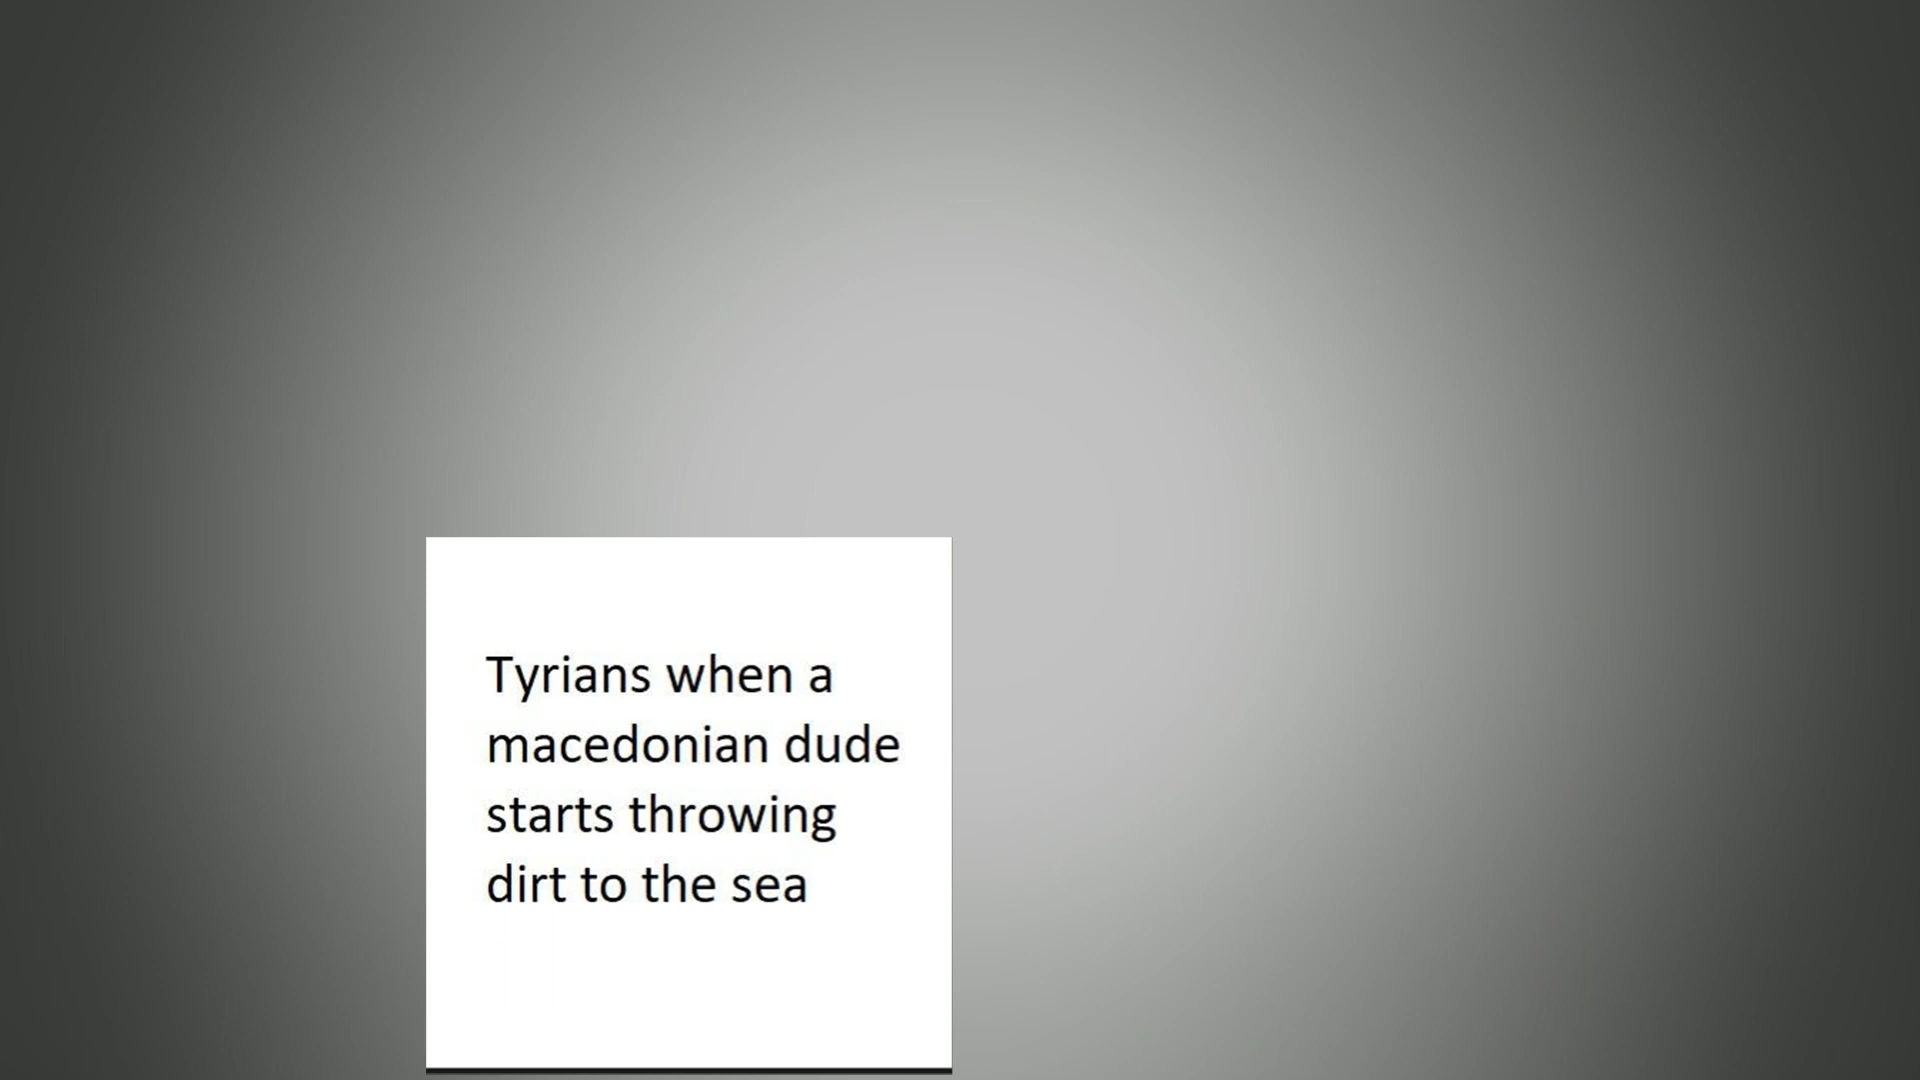 Tyrians when a
macedonian dude
starts throwing
dirt to the sea